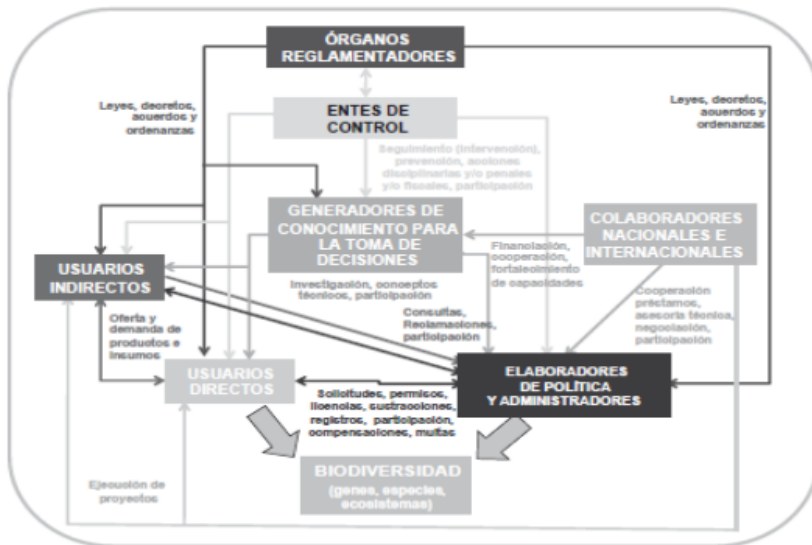 ÓRGANOS
REGLAMENTADORES
Leyes, decretos,
acuerdos y
ordenanzas
Leyes, decretos,
acuerdos y
ordenanzas
ENTES DE
CONTROL
Seguimiento (intervención),
prevención, acciones
disciplinarias y/o penales
y/o fiscales, participación
GENERADORES DE
CONOCIMIENTO PARA
LA TOMA DE
DECISIONES
COLABORADORES
NACIONALES E
INTERNACIONALES
USUARIOS
INDIRECTOS
Financiación,
cooperación,
fortalecimiento
de capacidades
Investigación, conceptos
técnicos, participación
Cooperación
préstamos,
asesoría técnica,
negociación,
participación
Oferta y
demanda de
productos e
insumos
Consultas,
Reclamaciones,
participación
USUARIOS
DIRECTOS
ELABORADORES
DE POLÍTICA
Y ADMINISTRADORES
Solicitudes, permisos,
licencias, sustracciones,
registros, participación,
compensaciones, multas
BIODIVERSIDAD
(genes, especies,
ecosistemas)
Ejecución de
proyectos